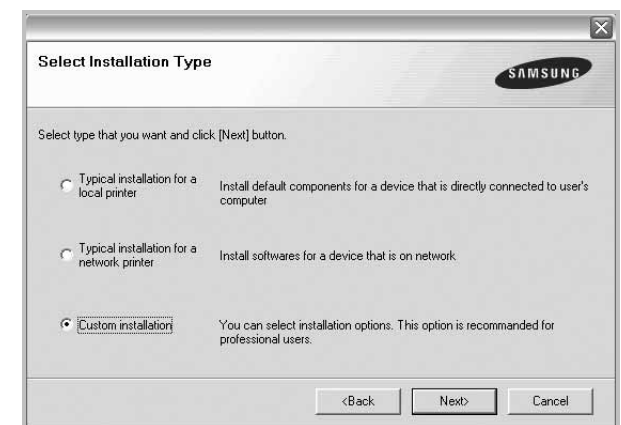 Select Installation Type
SAMSUNG
Select type that you want and click [Next] button.
Typical installation for a
local printer
Install default components for a device that is directly connected to user's
computer
Typical installation for a
network printer
Install softwares for a device that is on network
Custom installation
You can select installation options. This option is recommanded for
professional users.
<Back
Next>
Cancel